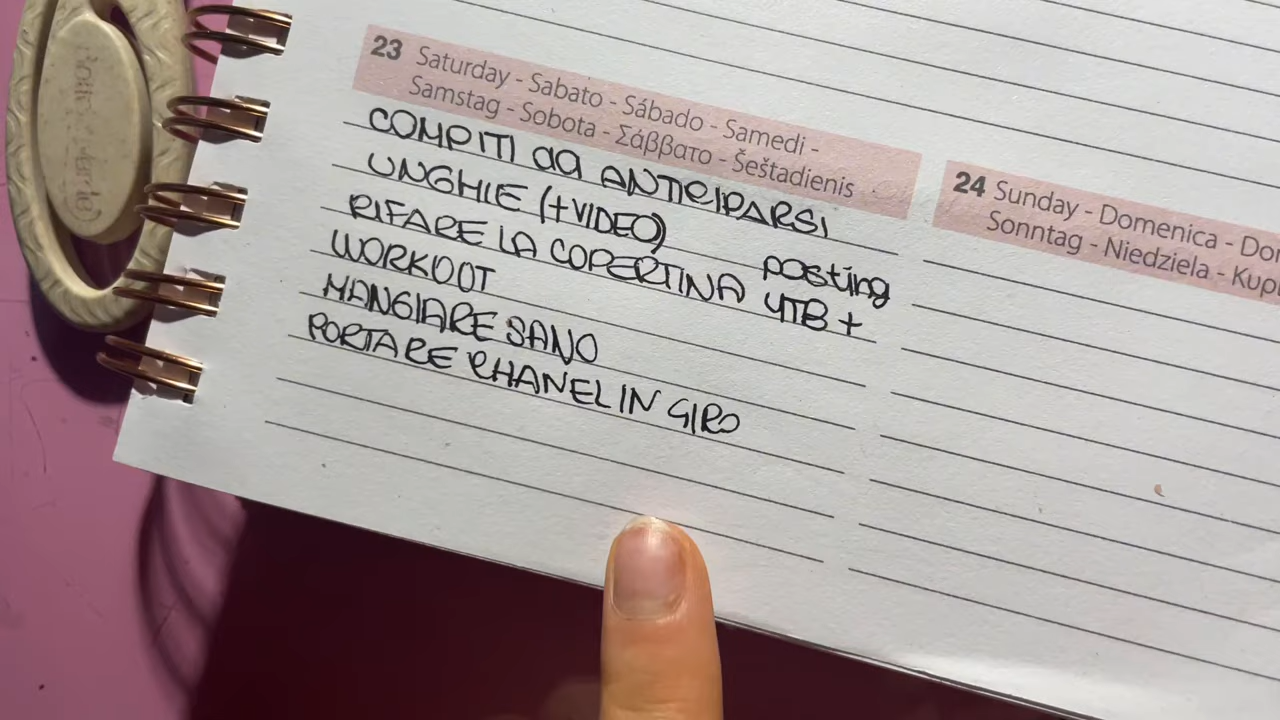 23 Saturday - Sabato - Sábado - Samedi -
Samstag - Sobota - Σάββατο - Šeštadienis
COMPITI da ANTICIPARSI
UNGHIE (+VIDEO)
RIFARE LA COPERTINA YTB +
posting
WORKOUT
MANGIARE SANO
PORTARE CHANEL IN GIRO
24 Sunday - Domenica - Do
Sonntag - Niedziela - Κυρι